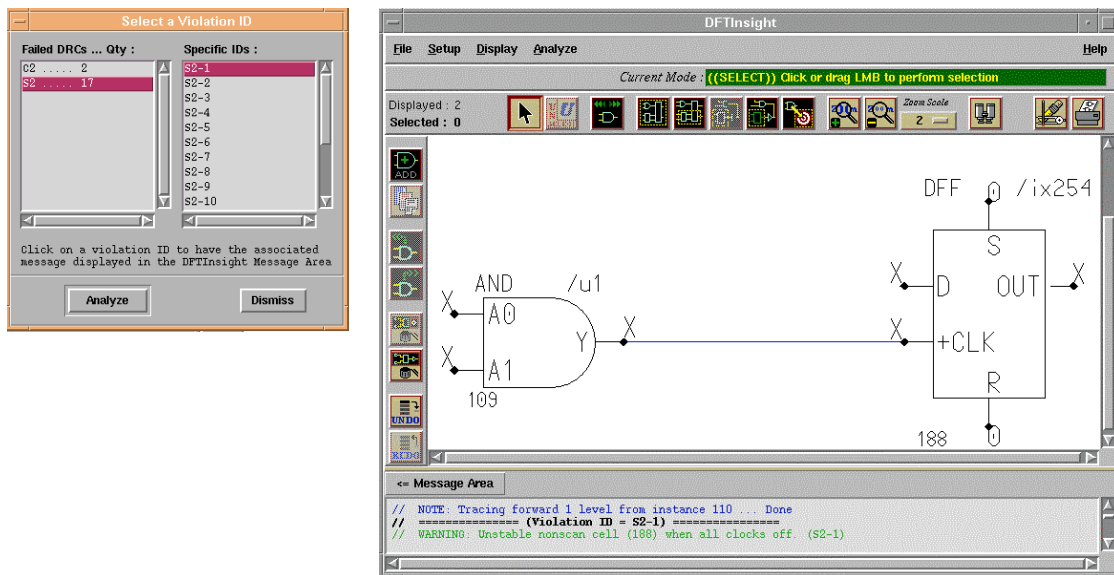 Select a Violation ID
Failed DRCs ... Qty :
Specific IDs :
C2 ..... 2
S2 ..... 17
S2-1
S2-2
S2-3
S2-4
S2-5
S2-6
S2-7
S2-8
S2-9
S2-10
Click on a violation ID to have the associated
message displayed in the DFTInsight Message Area
Analyze
Dismiss
DFTInsight
File Setup Display Analyze Help
Current Mode : ((SELECT)) Click or drag LMB to perform selection
Displayed : 2
Selected : 0
U
Zoom Scale
2
ADD
UNDO
REDO
DFF 0 /ix254
S
X D OUT X
AND /u1
X A0
Y X
X +CLK
X A1
R
109
188 0
<= Message Area
// NOTE: Tracing forward 1 level from instance 110 ... Done
// =============== (Violation ID = S2-1) ================
// WARNING: Unstable nonscan cell (188) when all clocks off. (S2-1)